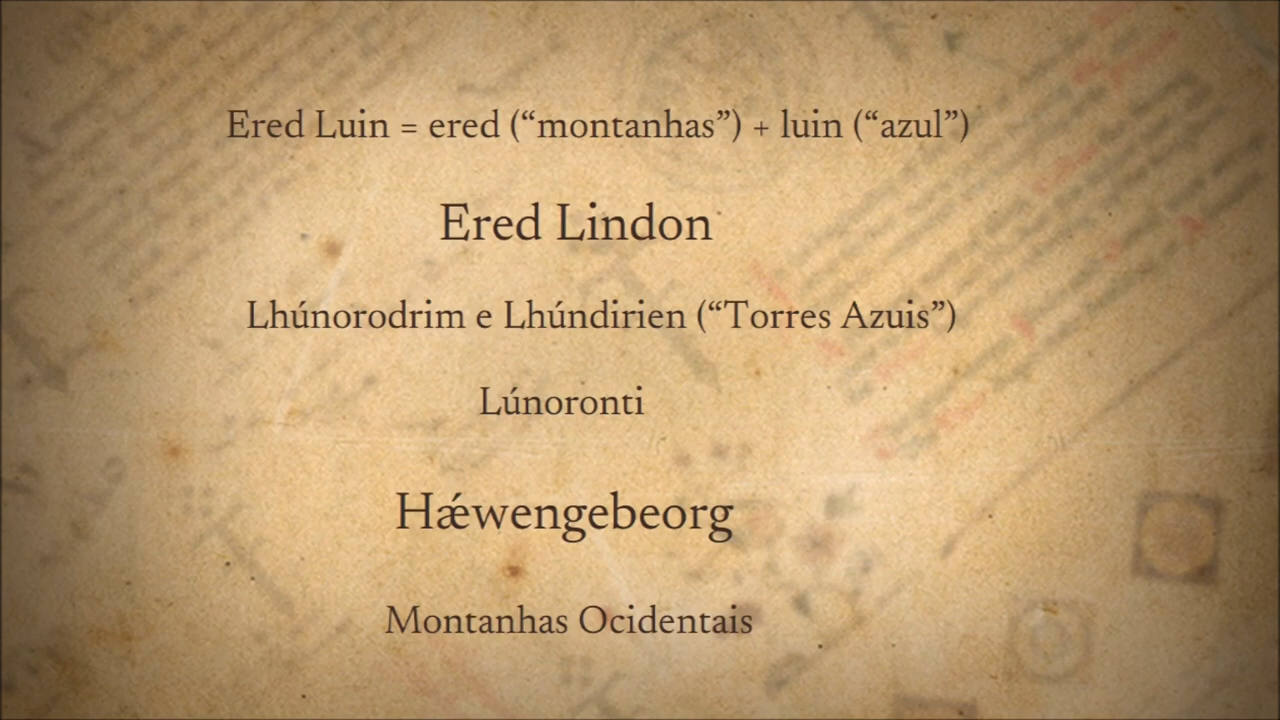 Ered Luin = ered (“montanhas”) + luin (“azul”)
Ered Lindon
Lhúnorodrim e Lhúndirien (“Torres Azuis”)
Lúnoronti
Hǽwengebeorg
Montanhas Ocidentais